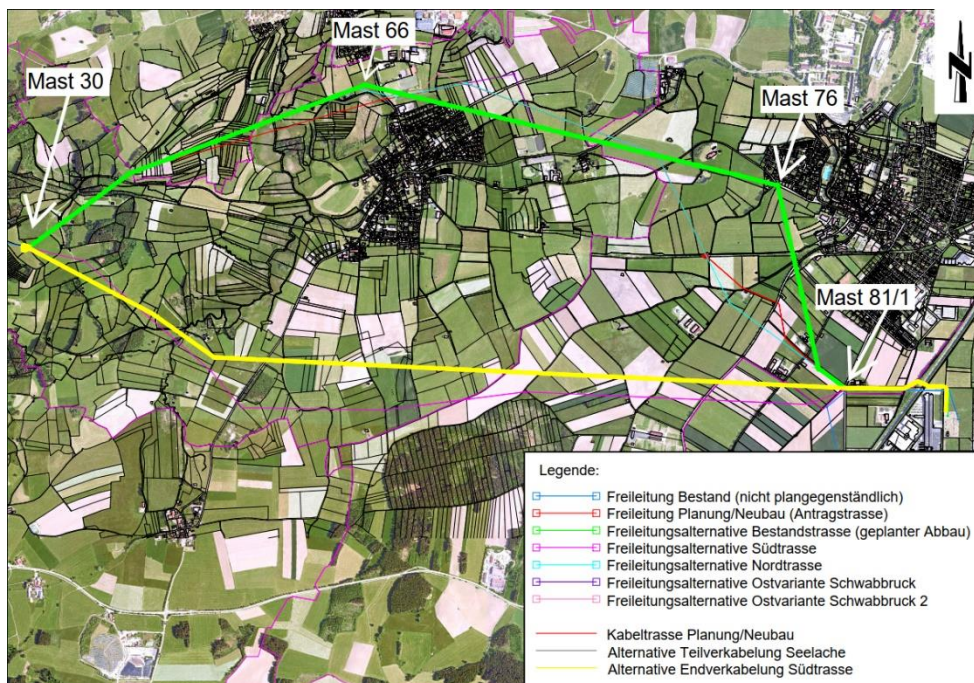 Mast 66
Mast 30
Mast 76
Mast 81/1
Legende:
Freileitung Bestand (nicht plangegenständlich)
Freileitung Planung/Neubau (Antragstrasse)
Freileitungsalternative Bestandstrasse (geplanter Abbau)
Freileitungsalternative Südtrasse
Freileitungsalternative Nordtrasse
Freileitungsalternative Ostvariante Schwabbruck
Freileitungsalternative Ostvariante Schwabbruck 2
Kabeltrasse Planung/Neubau
Alternative Teilverkabelung Seelache
Alternative Endverkabelung Südtrasse